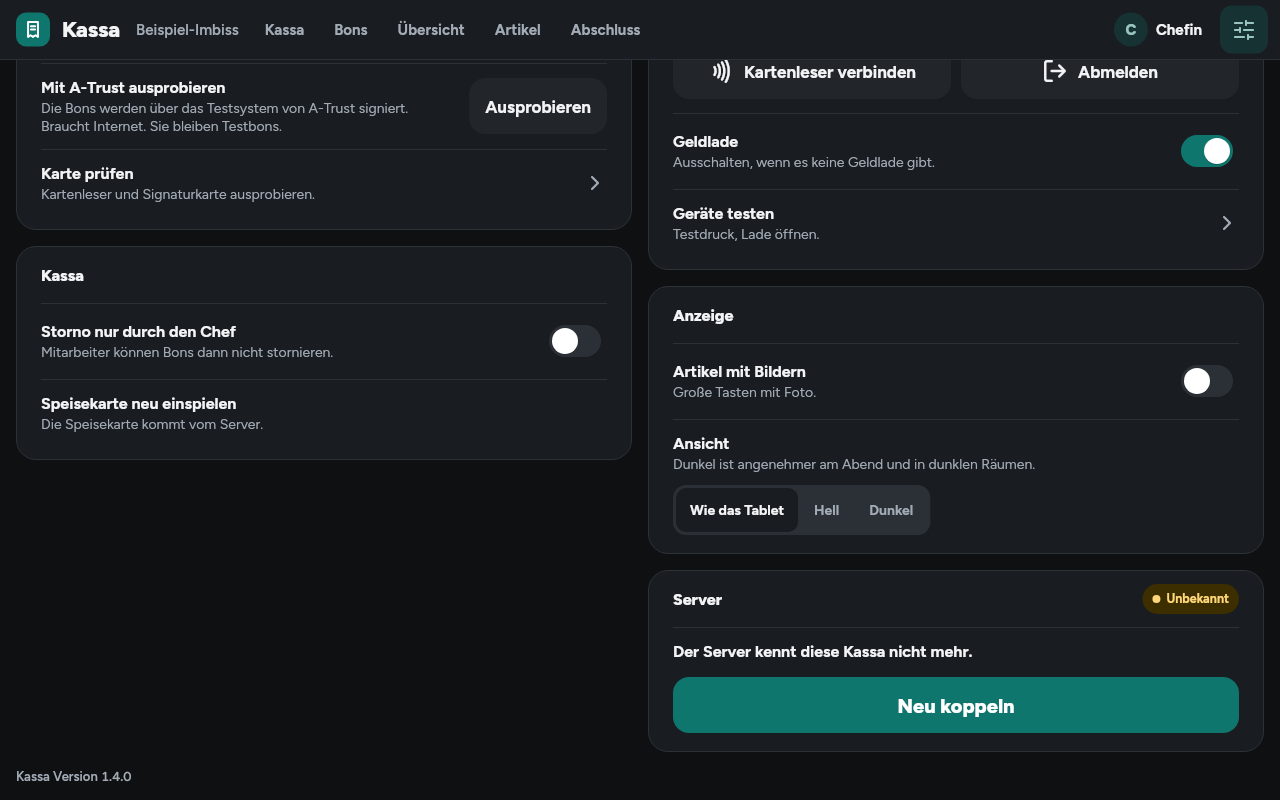 Kassa
Beispiel-Imbiss
Kassa
Bons
Übersicht
Artikel
Abschluss
C
Chefin
Mit A-Trust ausprobieren
Die Bons werden über das Testsystem von A-Trust signiert.
Braucht Internet. Sie bleiben Testbons.
Ausprobieren
Karte prüfen
Kartenleser und Signaturkarte ausprobieren.
Kassa
Storno nur durch den Chef
Mitarbeiter können Bons dann nicht stornieren.
Speisekarte neu einspielen
Die Speisekarte kommt vom Server.
Kartenleser verbinden
Abmelden
Geldlade
Ausschalten, wenn es keine Geldlade gibt.
Geräte testen
Testdruck, Lade öffnen.
Anzeige
Artikel mit Bildern
Große Tasten mit Foto.
Ansicht
Dunkel ist angenehmer am Abend und in dunklen Räumen.
Wie das Tablet
Hell
Dunkel
Server
Unbekannt
Der Server kennt diese Kassa nicht mehr.
Neu koppeln
Kassa Version 1.4.0